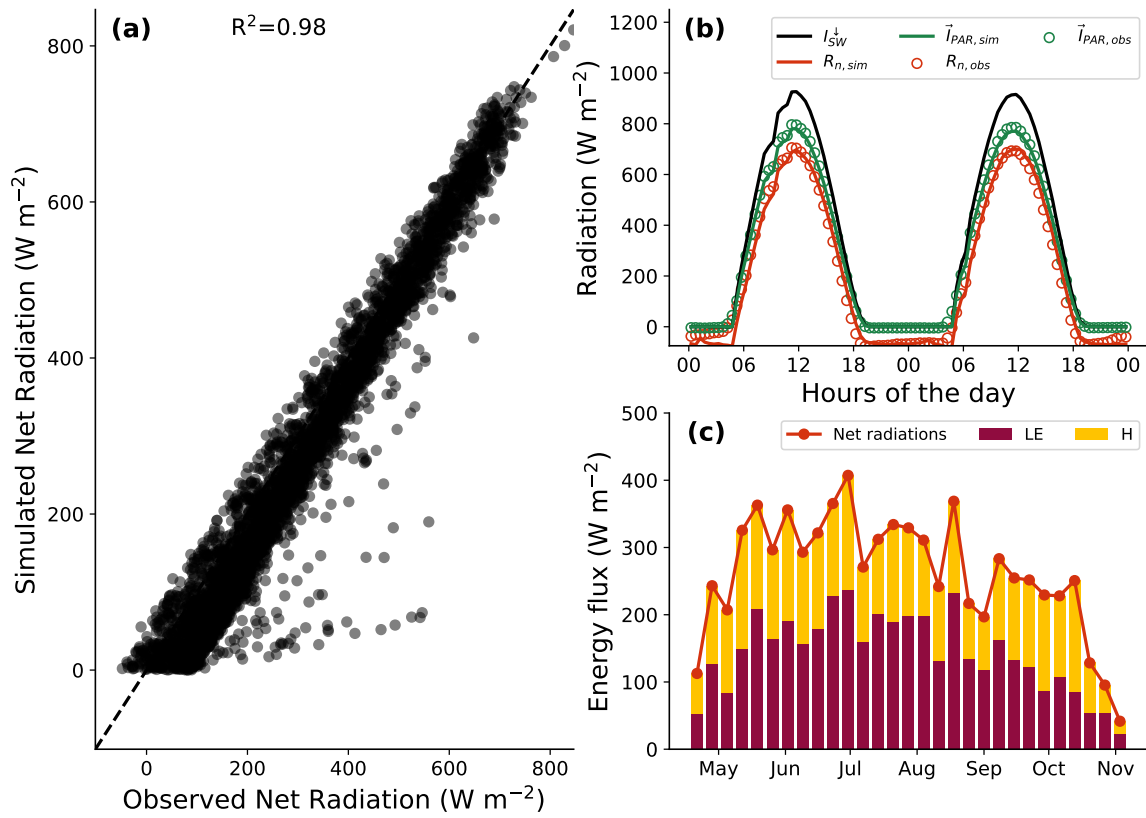 (a)
R²=0.98
800
600
400
200
0
0 200 400 600 800
Simulated Net Radiation (W m⁻²)
Observed Net Radiation (W m⁻²)
(b)
I↓SW
Rn, sim
I⃗PAR, sim
Rn, obs
I⃗PAR, obs
1200
1000
800
600
400
200
0
00 06 12 18 00 06 12 18 00
Radiation (W m⁻²)
Hours of the day
(c)
Net radiations LE H
500
400
300
200
100
0
May Jun Jul Aug Sep Oct Nov
Energy flux (W m⁻²)